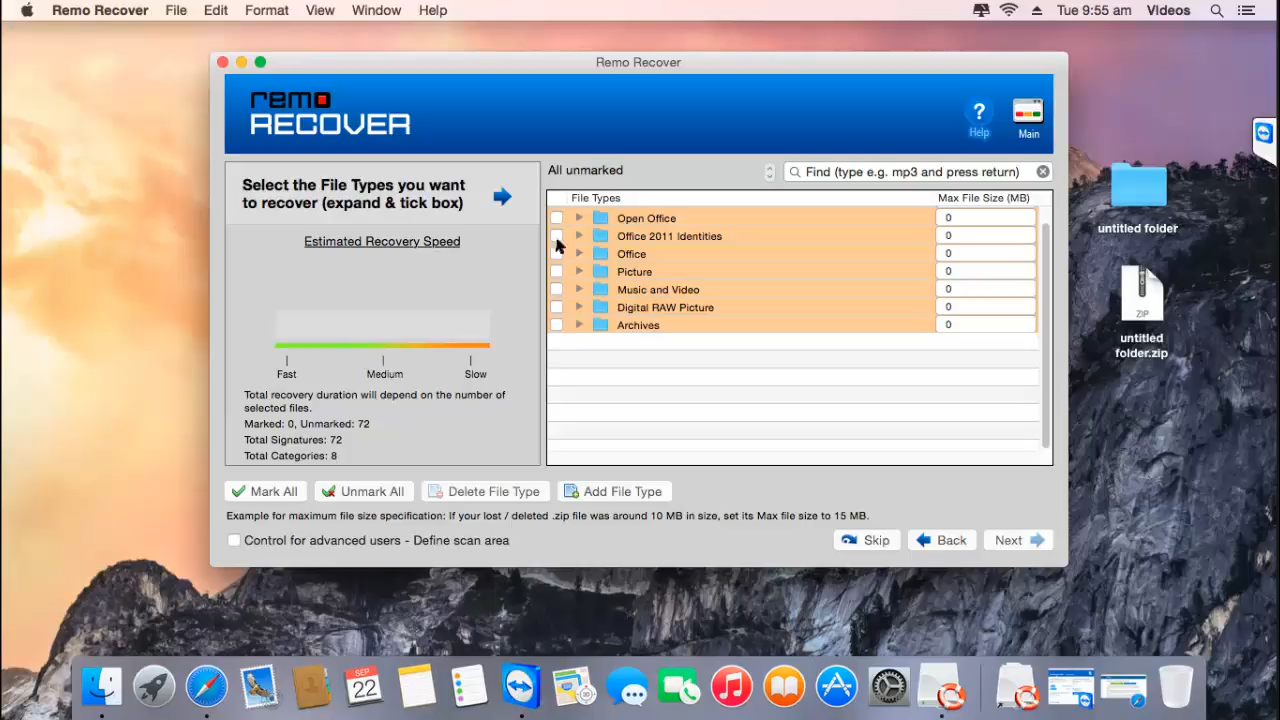 Remo Recover File Edit Format View Window Help Tue 9:55 am Videos
Remo Recover
remo
RECOVER
? Help Main
Select the File Types you want
to recover (expand & tick box)
Estimated Recovery Speed
Fast Medium Slow
Total recovery duration will depend on the number of
selected files.
Marked: 0, Unmarked: 72
Total Signatures: 72
Total Categories: 8
All unmarked Find (type e.g. mp3 and press return)
File Types Max File Size (MB)
Open Office 0
Office 2011 Identities 0
Office 0
Picture 0
Music and Video 0
Digital RAW Picture 0
Archives 0
Mark All Unmark All Delete File Type Add File Type
Example for maximum file size specification: If your lost / deleted .zip file was around 10 MB in size, set its Max file size to 15 MB.
Control for advanced users - Define scan area Skip Back Next
untitled folder
ZIP
untitled
folder.zip
SEP
22